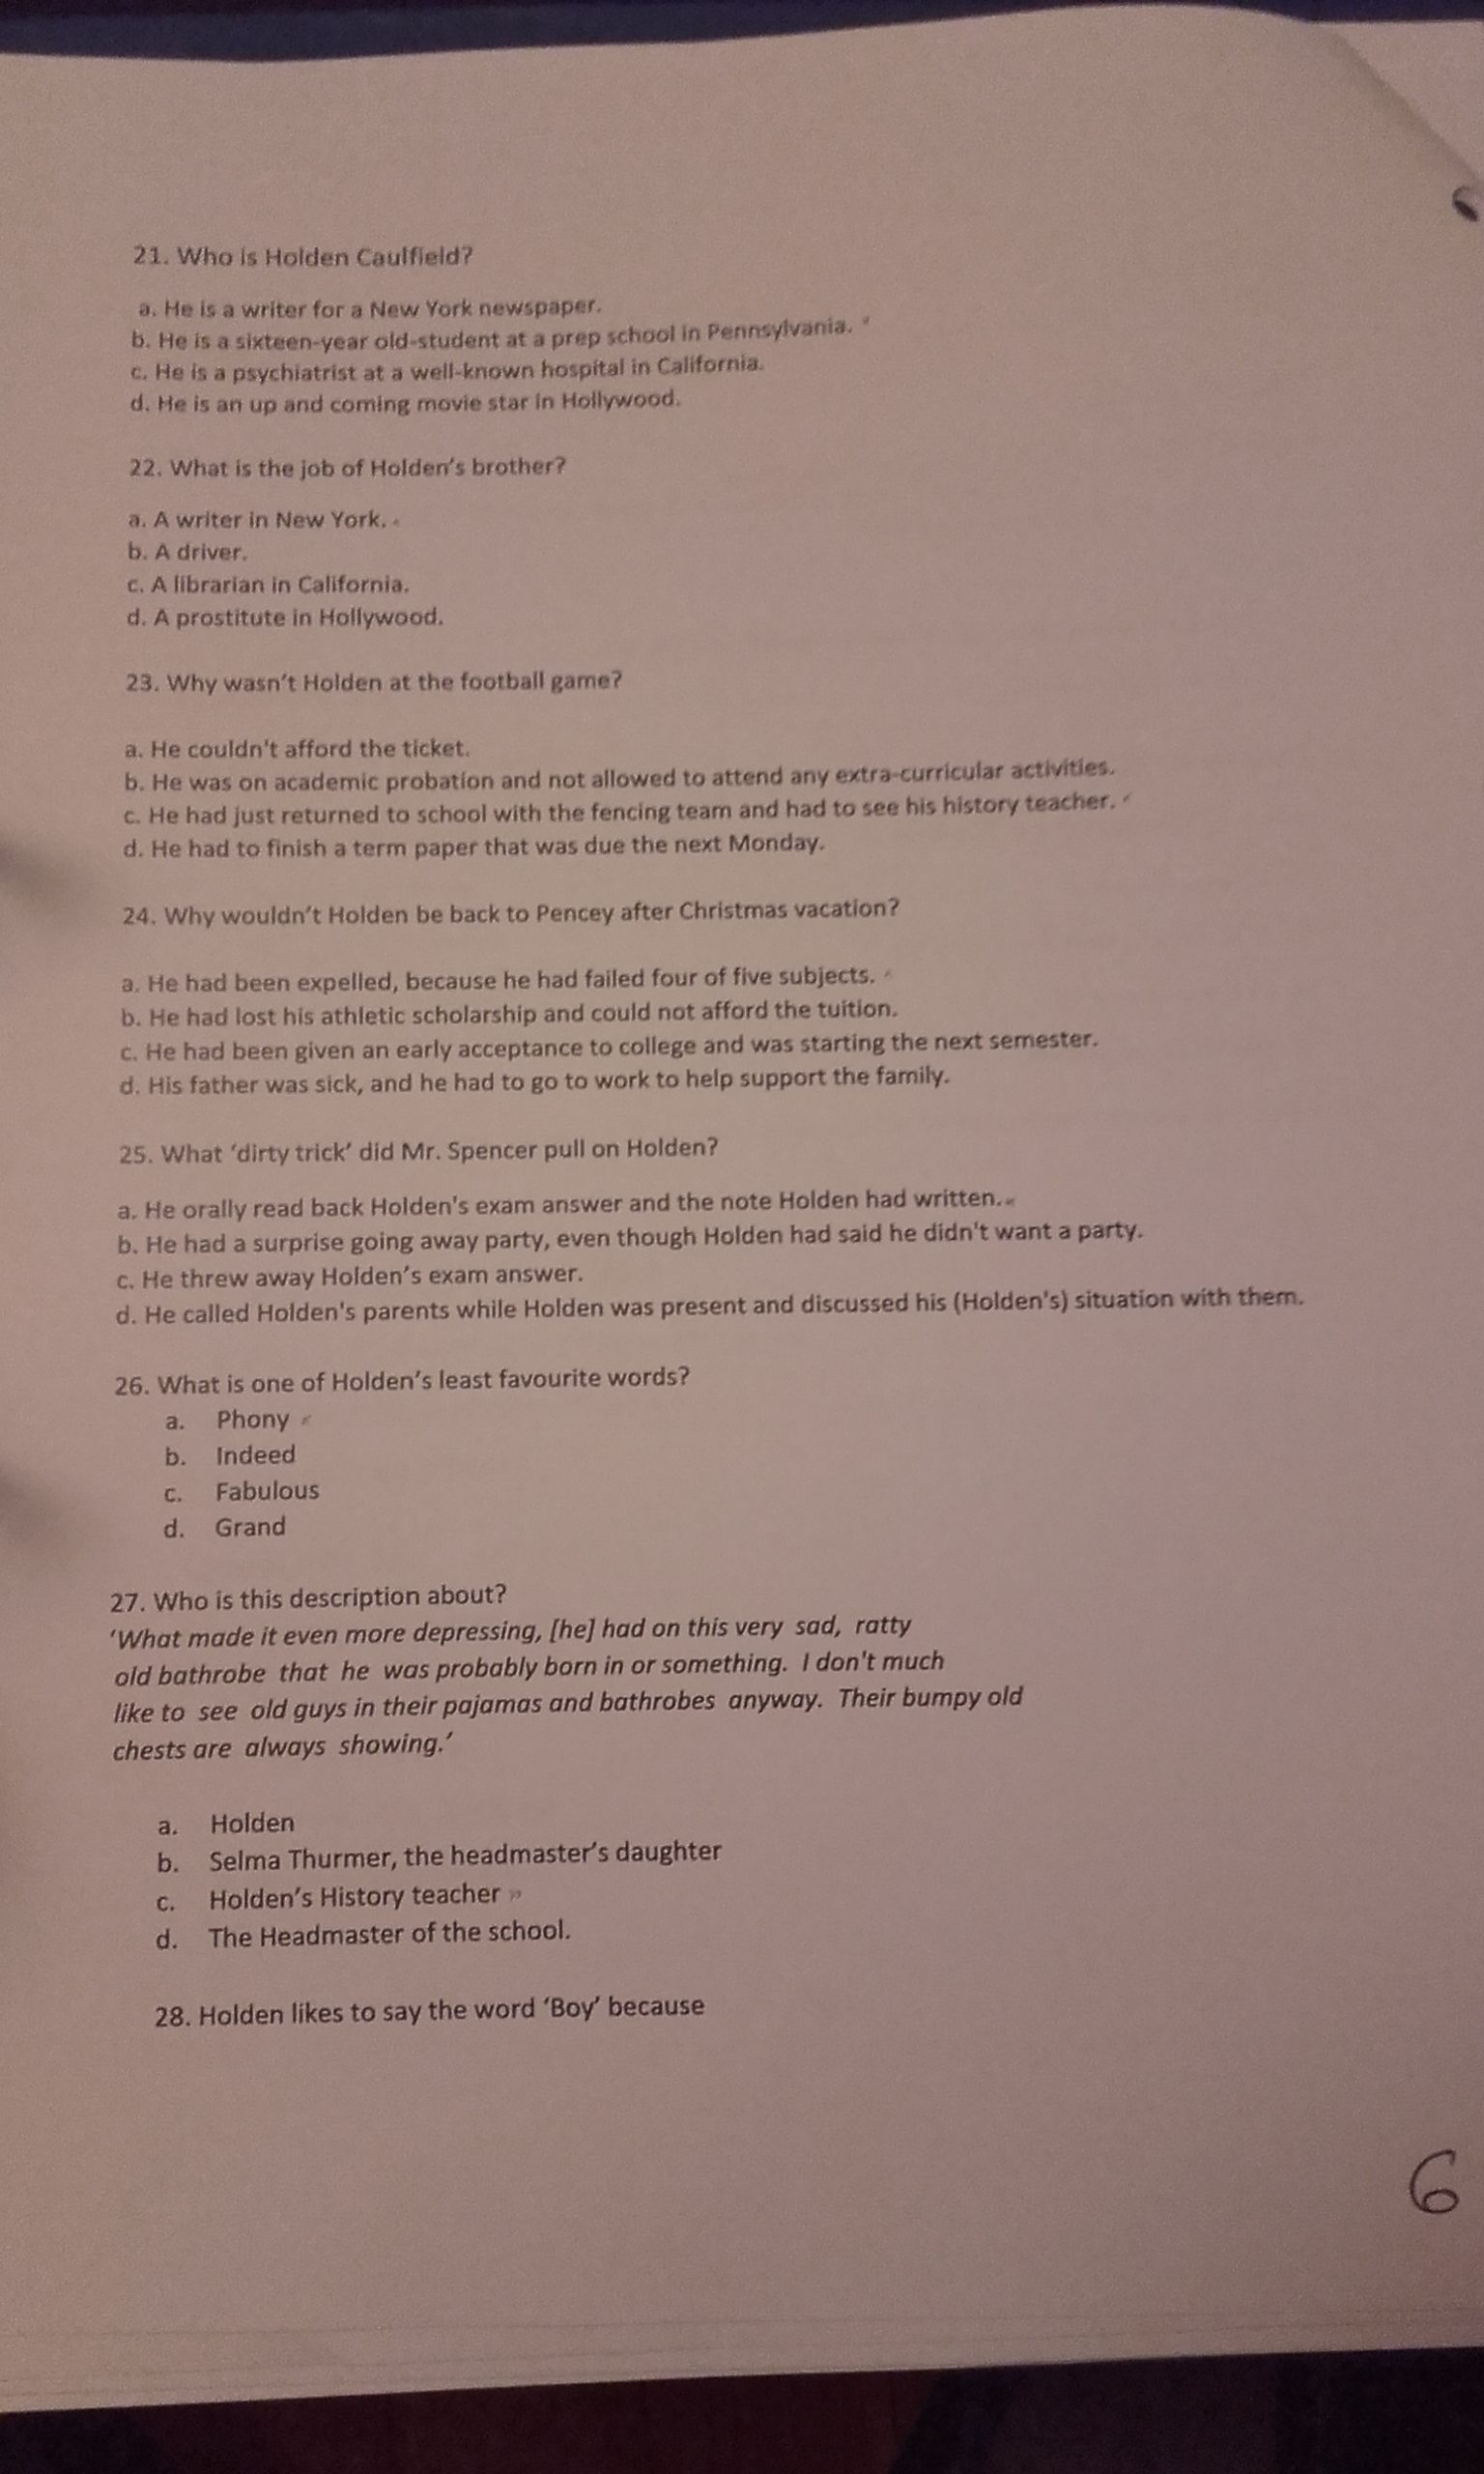 21. Who is Holden Caulfield?
a. He is a writer for a New York newspaper.
b. He is a sixteen-year old-student at a prep school in Pennsylvania.
c. He is a psychiatrist at a well-known hospital in California.
d. He is an up and coming movie star in Hollywood.
22. What is the job of Holden's brother?
a. A writer in New York.
b. A driver.
c. A librarian in California.
d. A prostitute in Hollywood.
23. Why wasn't Holden at the football game?
a. He couldn't afford the ticket.
b. He was on academic probation and not allowed to attend any extra-curricular activities.
c. He had just returned to school with the fencing team and had to see his history teacher.
d. He had to finish a term paper that was due the next Monday.
24. Why wouldn't Holden be back to Pencey after Christmas vacation?
a. He had been expelled, because he had failed four of five subjects.
b. He had lost his athletic scholarship and could not afford the tuition.
c. He had been given an early acceptance to college and was starting the next semester.
d. His father was sick, and he had to go to work to help support the family.
25. What ‘dirty trick’ did Mr. Spencer pull on Holden?
a. He orally read back Holden's exam answer and the note Holden had written.
b. He had a surprise going away party, even though Holden had said he didn't want a party.
c. He threw away Holden's exam answer.
d. He called Holden's parents while Holden was present and discussed his (Holden's) situation with them.
26. What is one of Holden's least favourite words?
a. Phony
b. Indeed
c. Fabulous
d. Grand
27. Who is this description about?
‘What made it even more depressing, [he] had on this very sad, ratty
old bathrobe that he was probably born in or something. I don't much
like to see old guys in their pajamas and bathrobes anyway. Their bumpy old
chests are always showing.’
a. Holden
b. Selma Thurmer, the headmaster's daughter
c. Holden's History teacher
d. The Headmaster of the school.
28. Holden likes to say the word ‘Boy’ because
6